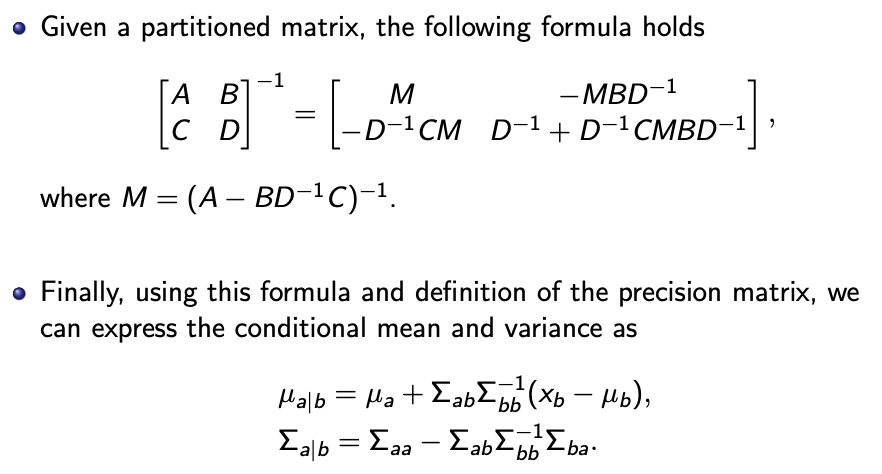 • Given a partitioned matrix, the following formula holds
$$\begin{bmatrix} A & B \\ C & D \end{bmatrix}^{-1} = \begin{bmatrix} M & -MBD^{-1} \\ -D^{-1}CM & D^{-1} + D^{-1}CMBD^{-1} \end{bmatrix},$$
where $M = (A - BD^{-1}C)^{-1}$.
• Finally, using this formula and definition of the precision matrix, we
can express the conditional mean and variance as
$$\mu_{a|b} = \mu_a + \Sigma_{ab}\Sigma_{bb}^{-1}(x_b - \mu_b),$$
$$\Sigma_{a|b} = \Sigma_{aa} - \Sigma_{ab}\Sigma_{bb}^{-1}\Sigma_{ba}.$$